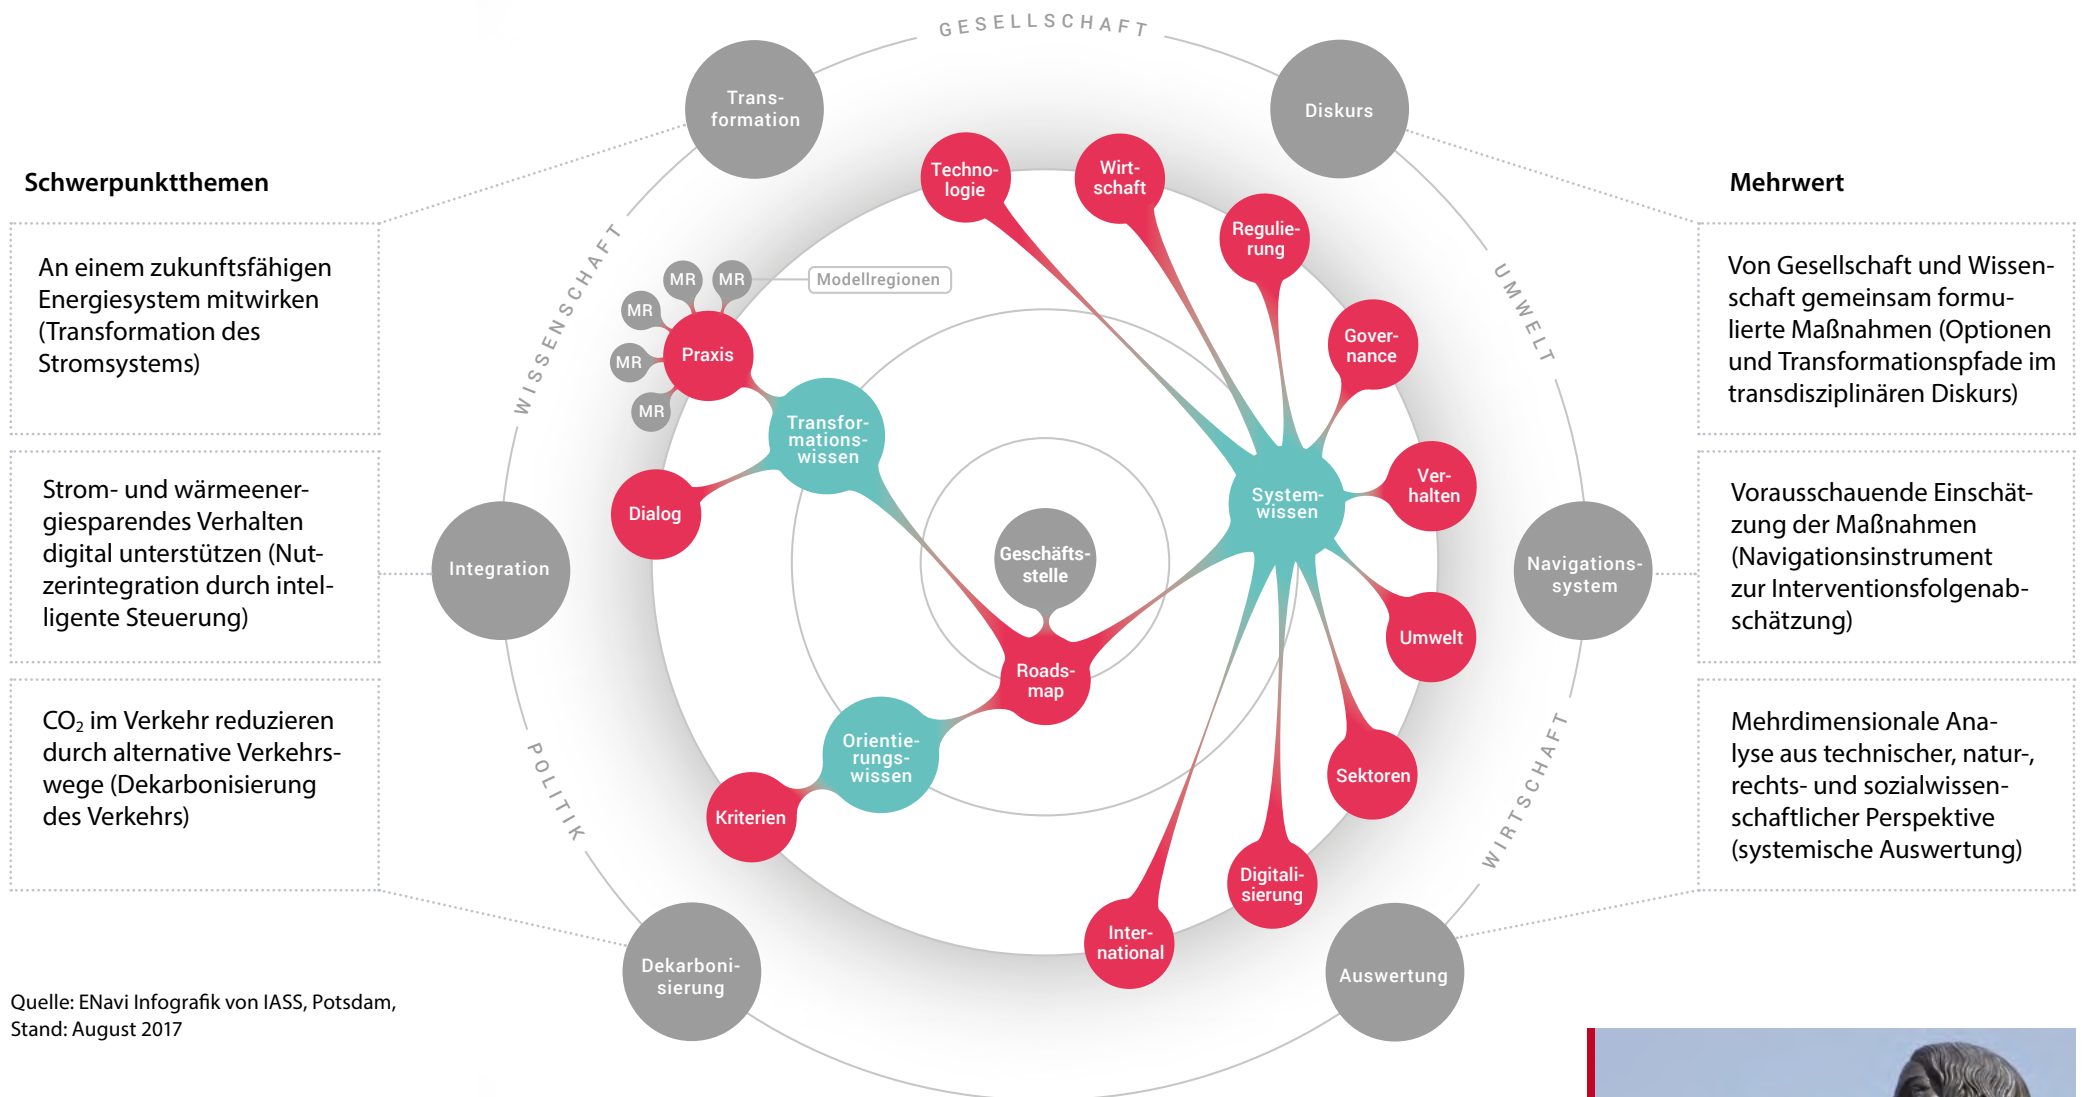 GESELLSCHAFT
Trans-
formation
Diskurs
Schwerpunktthemen
An einem zukunftsfähigen
Energiesystem mitwirken
(Transformation des
Stromsystems)
Strom- und wärmeener-
giesparendes Verhalten
digital unterstützen (Nut-
zerintegration durch intel-
ligente Steuerung)
CO₂ im Verkehr reduzieren
durch alternative Verkehrs-
wege (Dekarbonisierung
des Verkehrs)
WISSENSCHAFT
Integration
POLITIK
Dekarboni-
sierung
MR
MR
MR
MR
MR
Modellregionen
Praxis
Dialog
Transfor-
mations-
wissen
Geschäfts-
stelle
Roads-
map
Orientie-
rungs-
wissen
Kriterien
Techno-
logie
Wirt-
schaft
Regulie-
rung
Gover-
nance
Ver-
halten
System-
wissen
Umwelt
Sektoren
Digitali-
sierung
Inter-
national
UMWELT
Navigations-
system
WIRTSCHAFT
Auswertung
Mehrwert
Von Gesellschaft und Wissen-
schaft gemeinsam formu-
lierte Maßnahmen (Optionen
und Transformationspfade im
transdisziplinären Diskurs)
Vorausschauende Einschät-
zung der Maßnahmen
(Navigationsinstrument
zur Interventionsfolgenab-
schätzung)
Mehrdimensionale Ana-
lyse aus technischer, natur-,
rechts- und sozialwissen-
schaftlicher Perspektive
(systemische Auswertung)
Quelle: ENavi Infografik von IASS, Potsdam,
Stand: August 2017